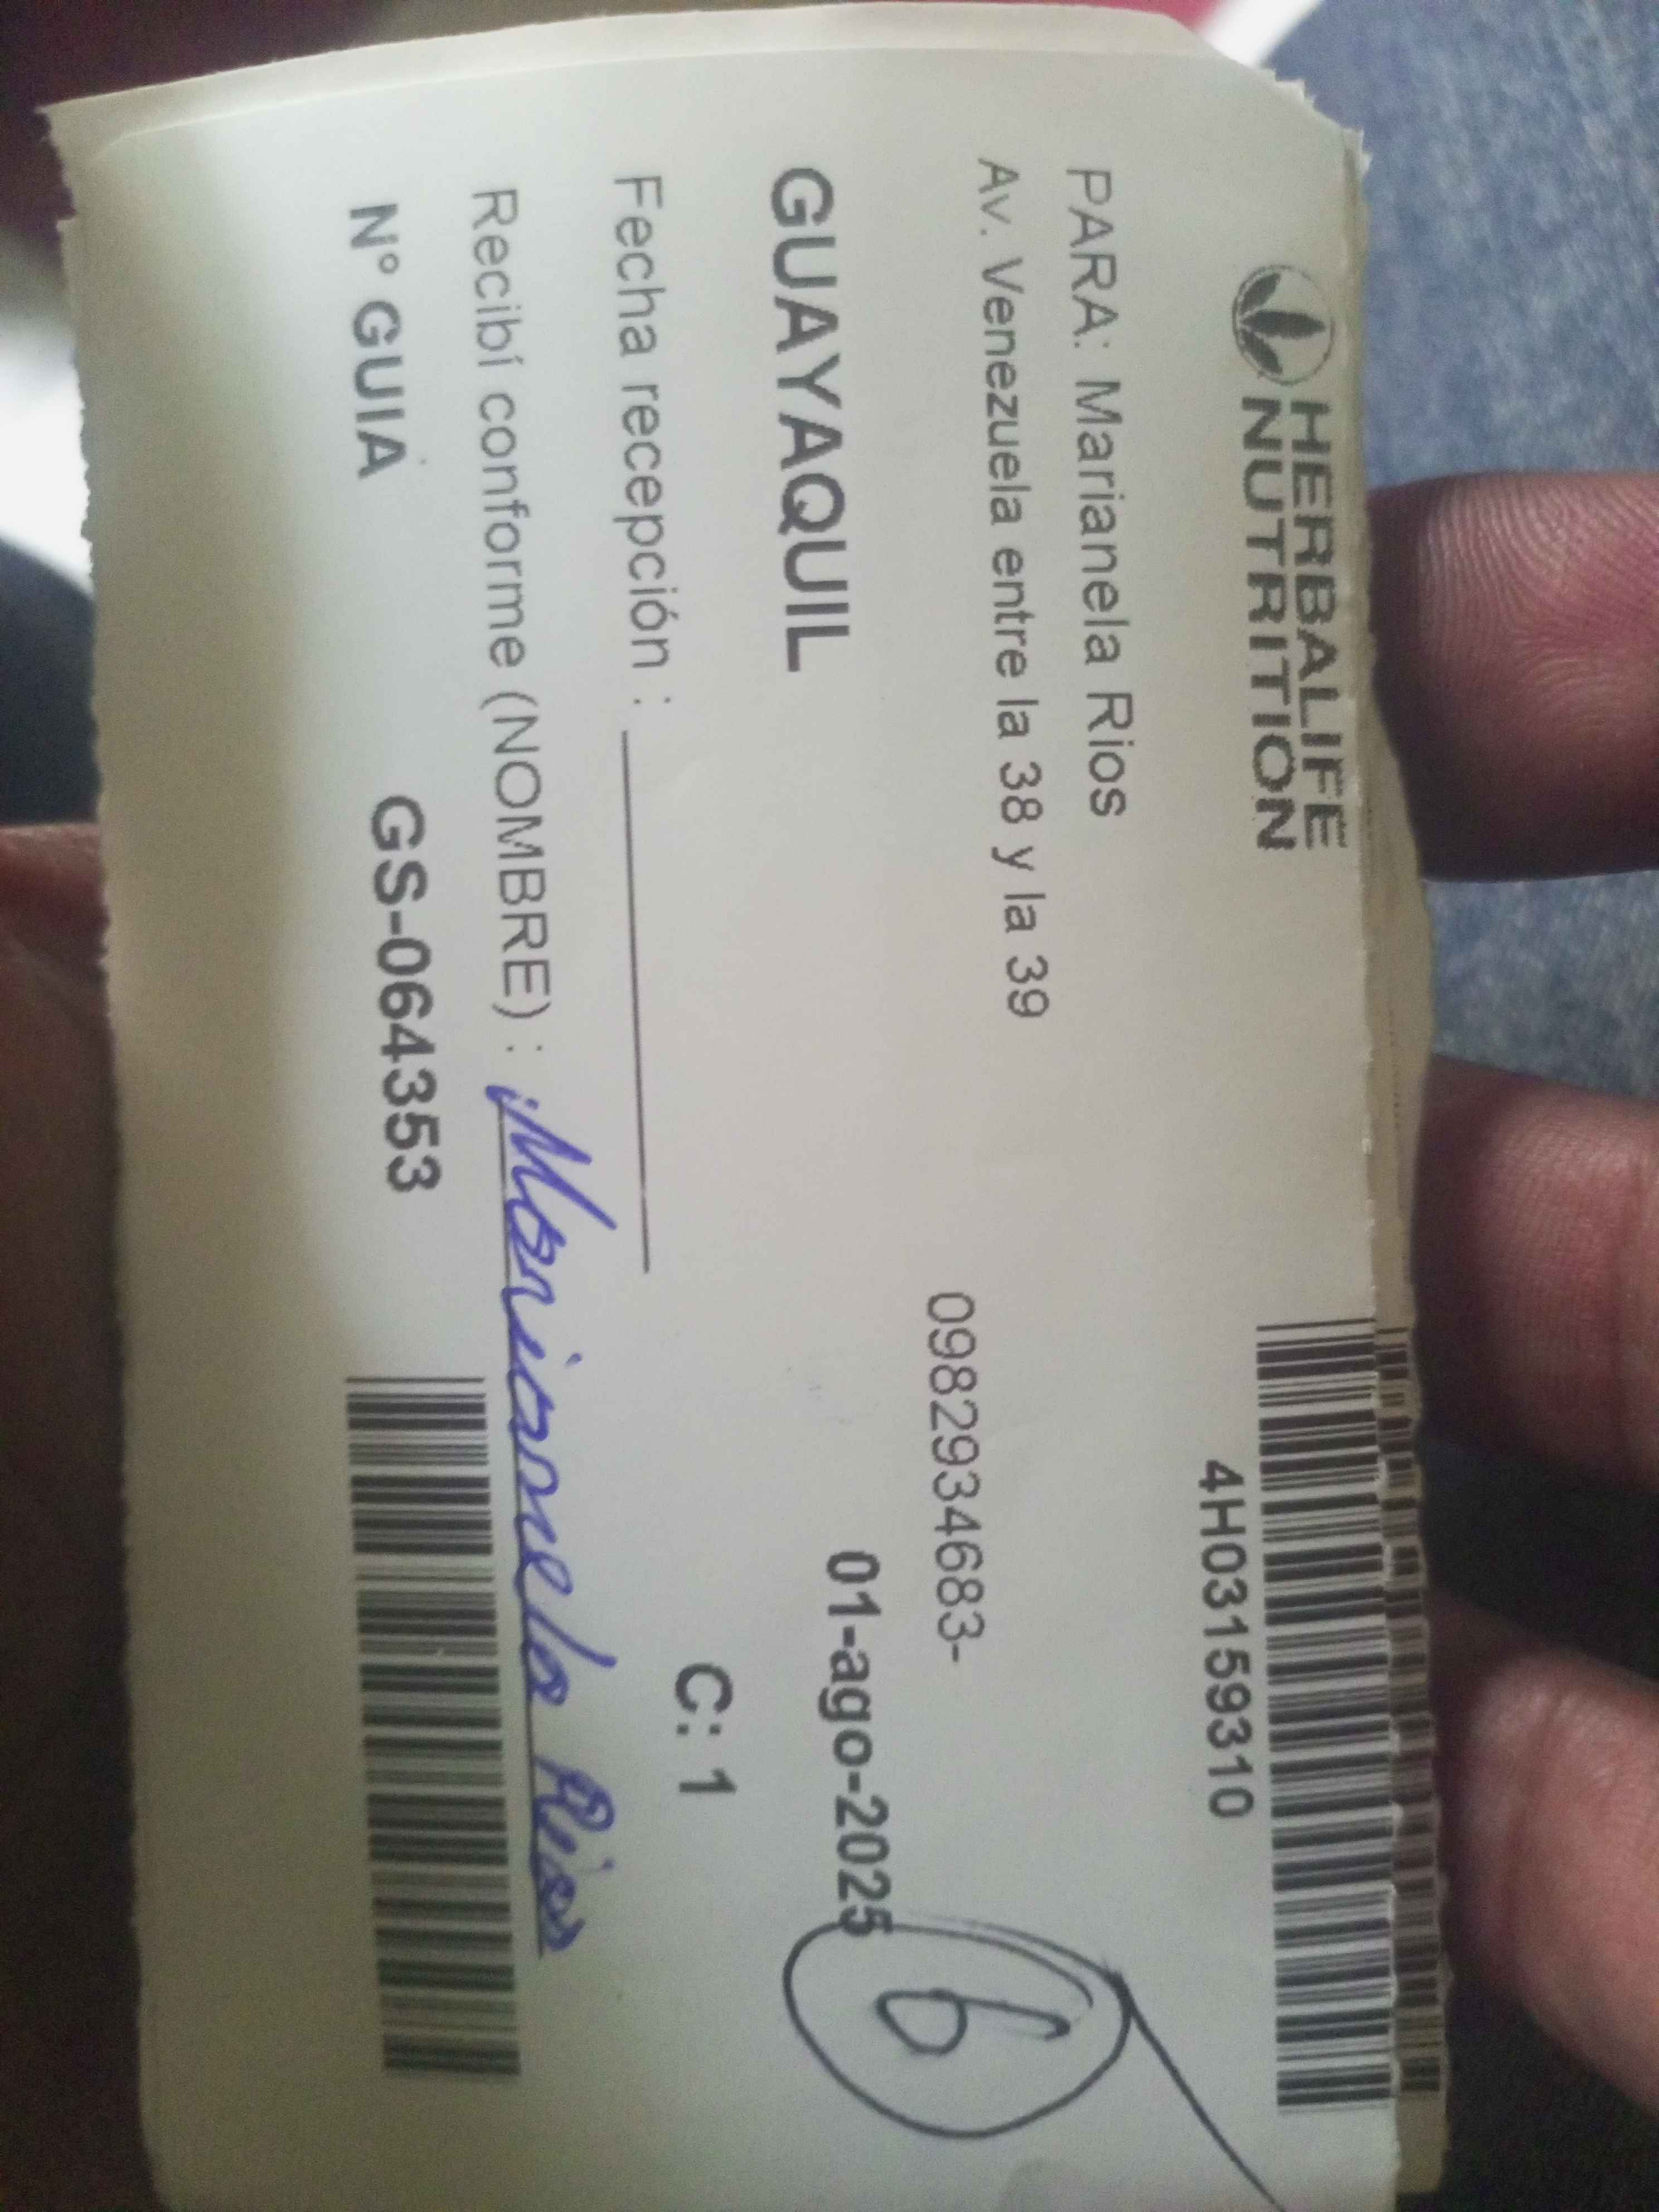 HERBALIFE
NUTRITION
4H03159310
PARA: Marianela Rios
Av. Venezuela entre la 38 y la 39
0982934683-
GUAYAQUIL
01-ago-2025
6
Fecha recepción :
C: 1
Recibí conforme (NOMBRE) : Marianela Rios
N° GUIA GS-064353